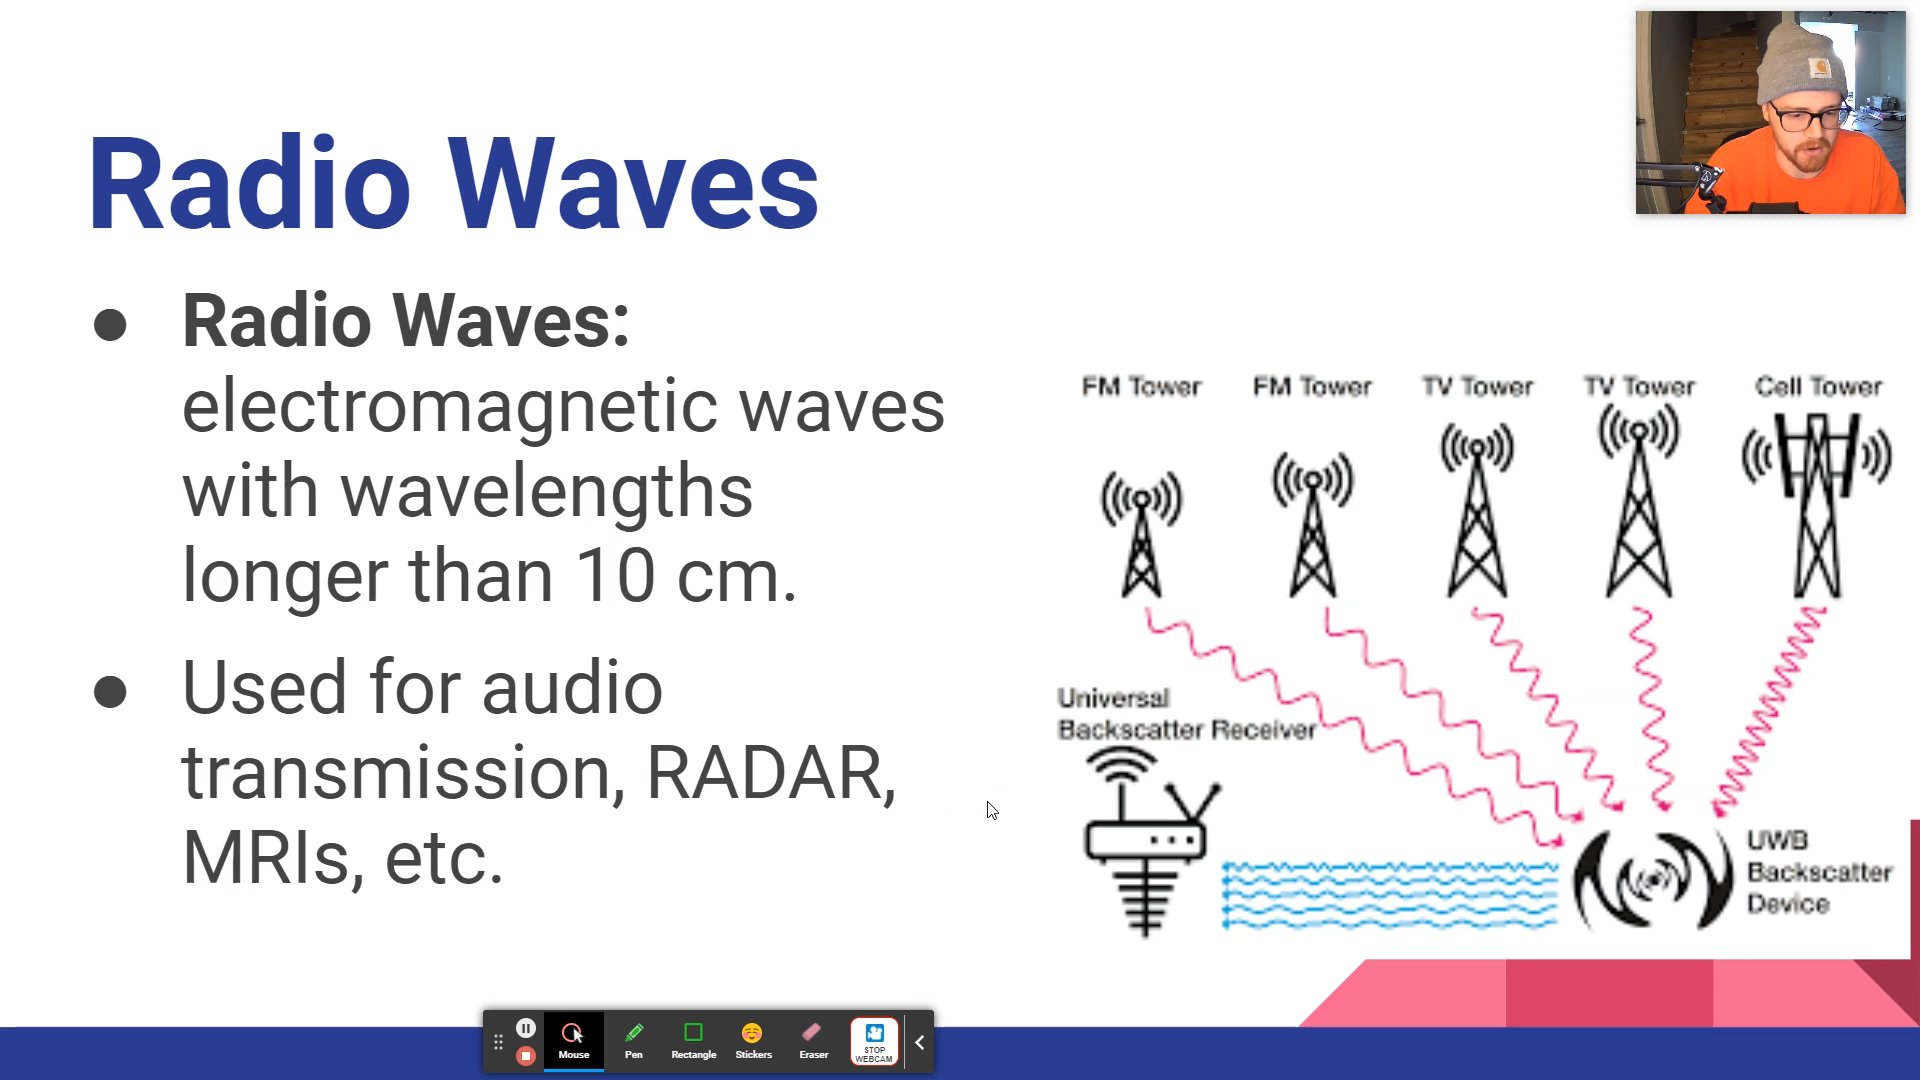 Radio Waves
● Radio Waves:
electromagnetic waves
with wavelengths
longer than 10 cm.
● Used for audio
transmission, RADAR,
MRIs, etc.
FM Tower FM Tower TV Tower TV Tower Cell Tower
Universal
Backscatter Receiver
UWB
Backscatter
Device
Mouse Pen Rectangle Stickers Eraser STOP
WEBCAM